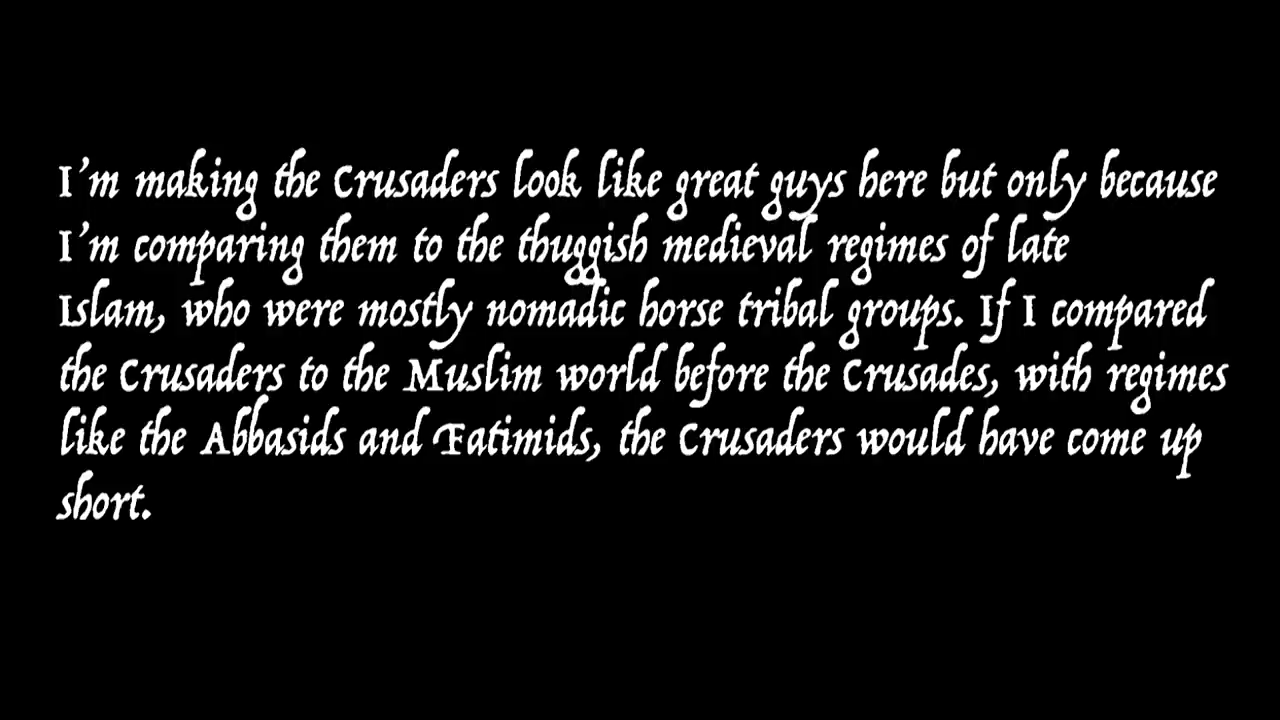 I'm making the Crusaders look like great guys here but only because
I'm comparing them to the thuggish medieval regimes of late
Islam, who were mostly nomadic horse tribal groups. If I compared
the Crusaders to the Muslim world before the Crusades, with regimes
like the Abbasids and Fatimids, the Crusaders would have come up
short.